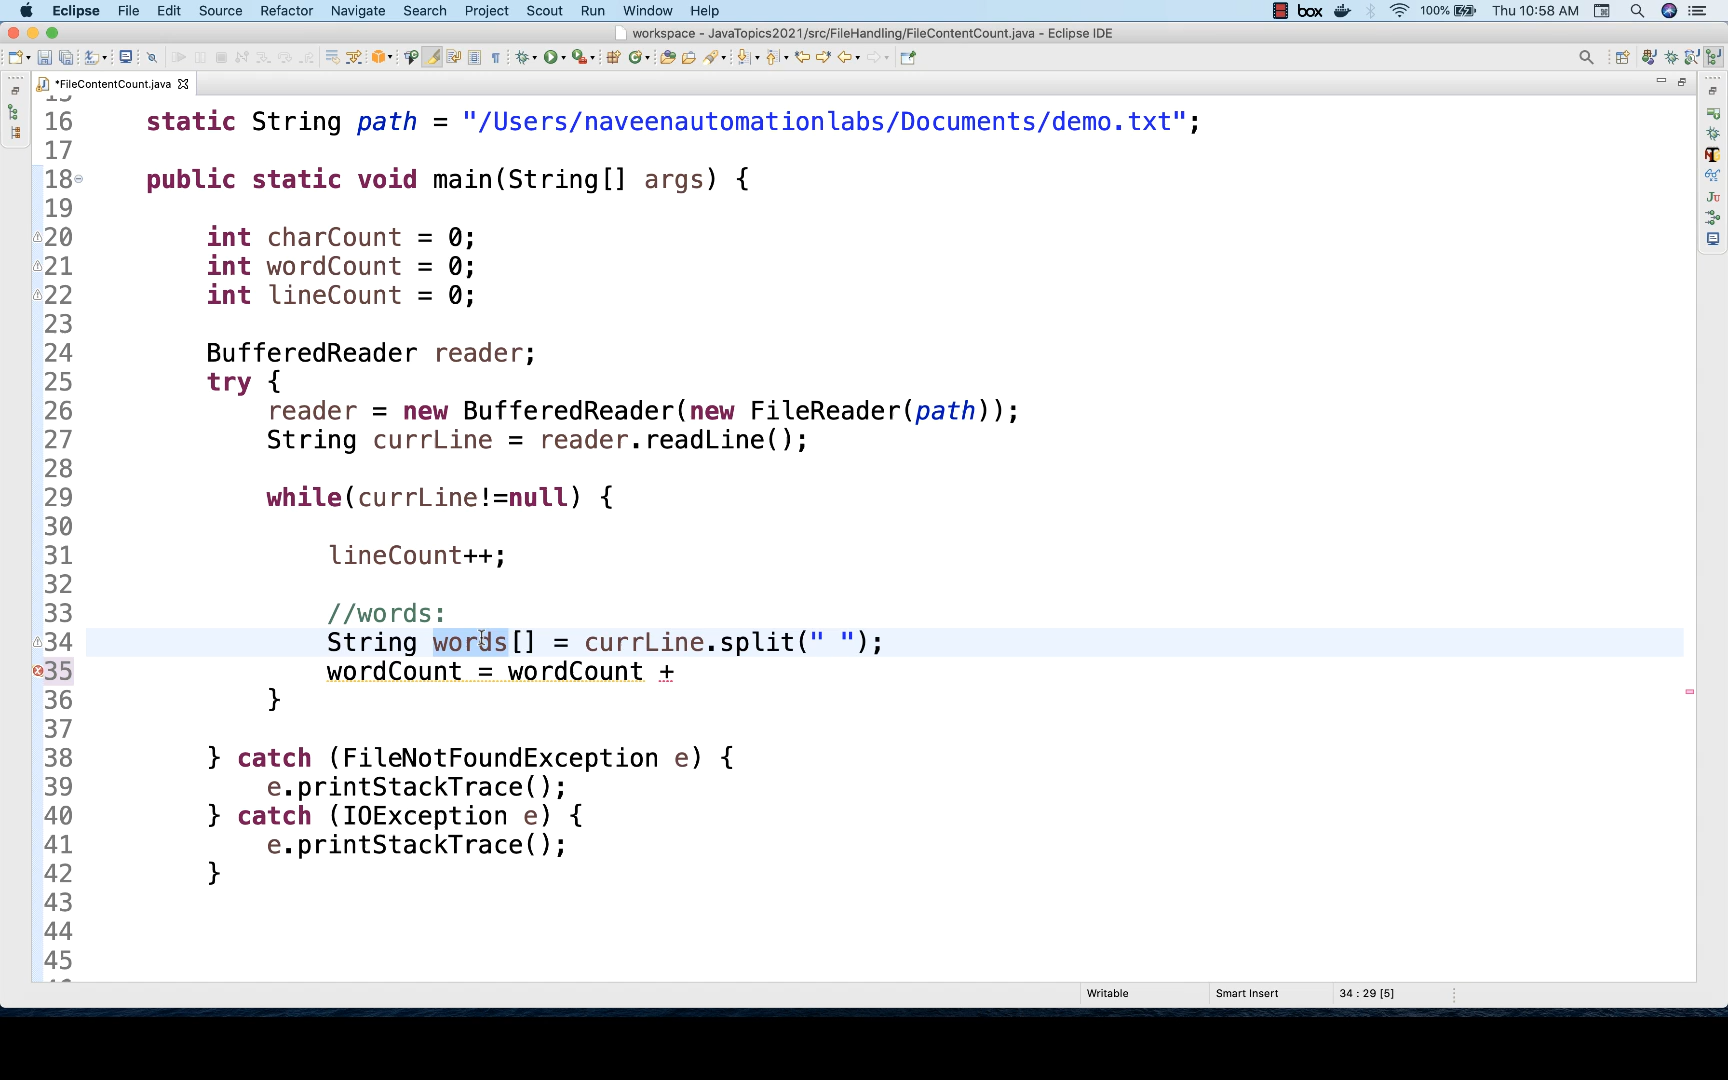 Eclipse File Edit Source Refactor Navigate Search Project Scout Run Window Help box 100% Thu 10:58 AM
workspace - JavaTopics2021/src/FileHandling/FileContentCount.java - Eclipse IDE
*FileContentCount.java
16 static String path = "/Users/naveenautomationlabs/Documents/demo.txt";
17
18 public static void main(String[] args) {
19
20 int charCount = 0;
21 int wordCount = 0;
22 int lineCount = 0;
23
24 BufferedReader reader;
25 try {
26 reader = new BufferedReader(new FileReader(path));
27 String currLine = reader.readLine();
28
29 while(currLine!=null) {
30
31 lineCount++;
32
33 //words:
34 String words[] = currLine.split(" ");
35 wordCount = wordCount +
36 }
37
38 } catch (FileNotFoundException e) {
39 e.printStackTrace();
40 } catch (IOException e) {
41 e.printStackTrace();
42 }
43
44
45
Writable Smart Insert 34 : 29 [5]